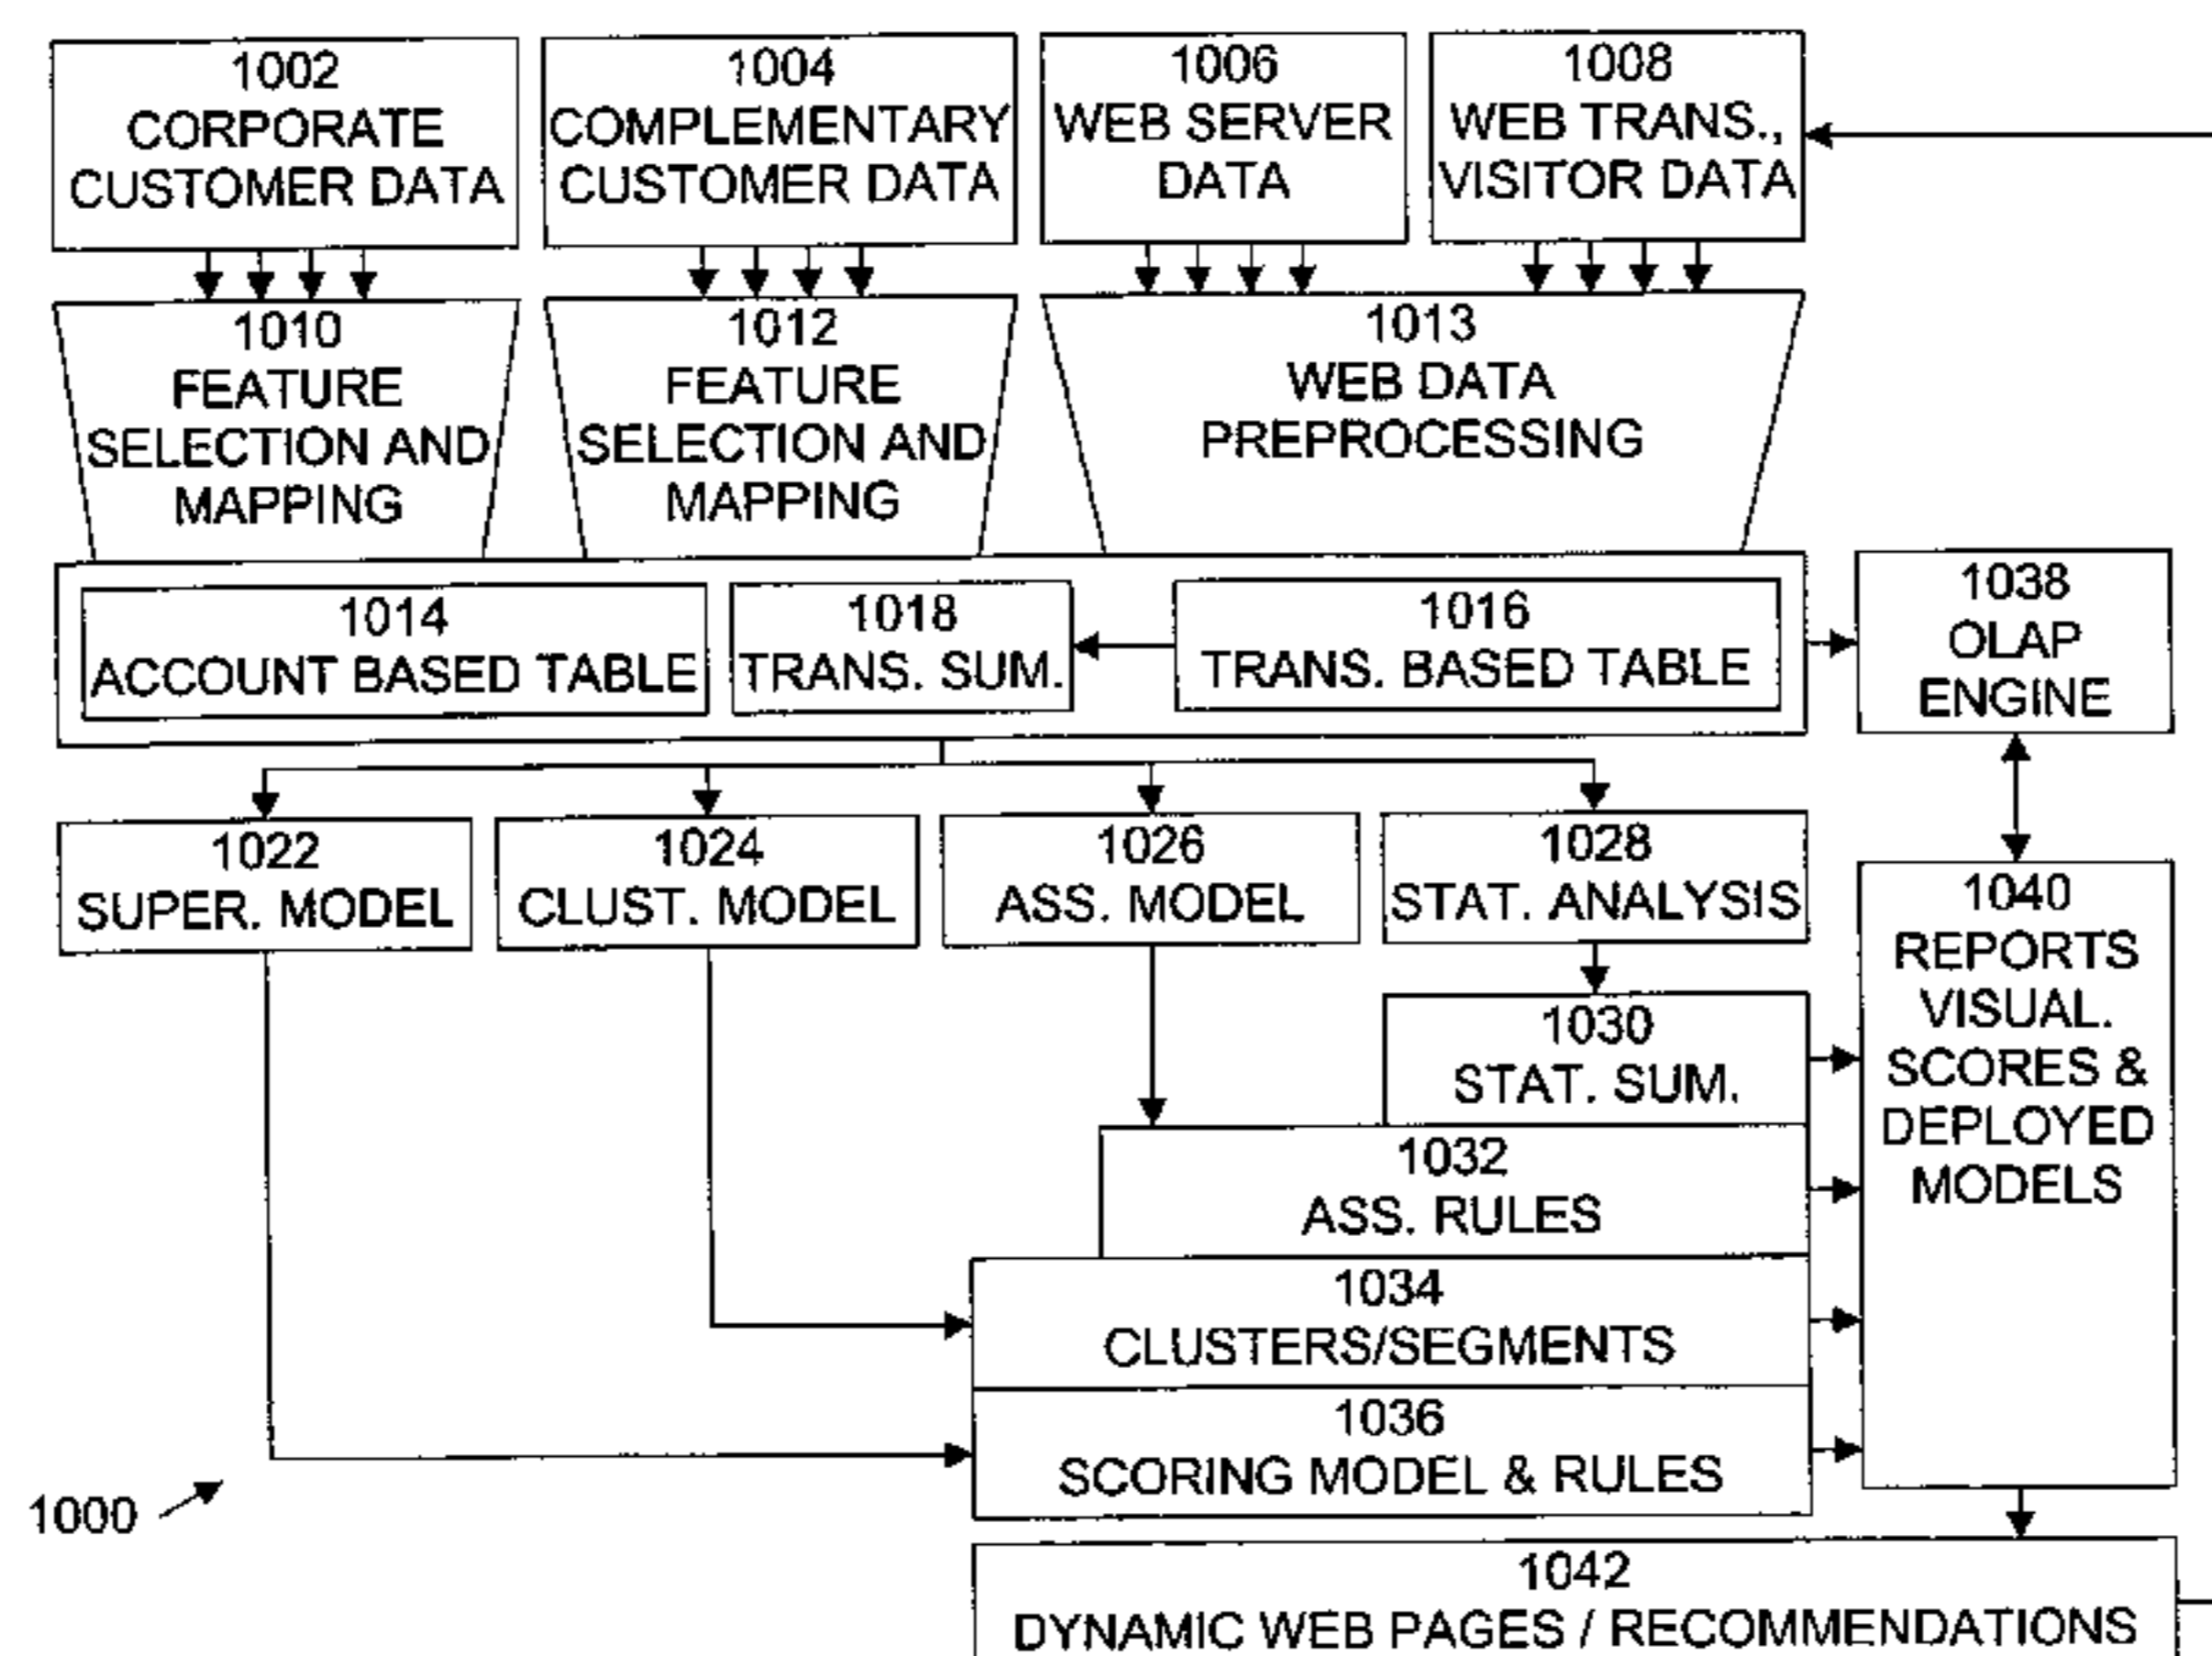 1002
CORPORATE
CUSTOMER DATA
1004
COMPLEMENTARY
CUSTOMER DATA
1006
WEB SERVER
DATA
1008
WEB TRANS.,
VISITOR DATA
1010
FEATURE
SELECTION AND
MAPPING
1012
FEATURE
SELECTION AND
MAPPING
1013
WEB DATA
PREPROCESSING
1014
ACCOUNT BASED TABLE
1018
TRANS. SUM.
1016
TRANS. BASED TABLE
1038
OLAP
ENGINE
1022
SUPER. MODEL
1024
CLUST. MODEL
1026
ASS. MODEL
1028
STAT. ANALYSIS
1040
REPORTS
VISUAL.
SCORES &
DEPLOYED
MODELS
1030
STAT. SUM.
1032
ASS. RULES
1034
CLUSTERS/SEGMENTS
1036
SCORING MODEL & RULES
1000
1042
DYNAMIC WEB PAGES / RECOMMENDATIONS